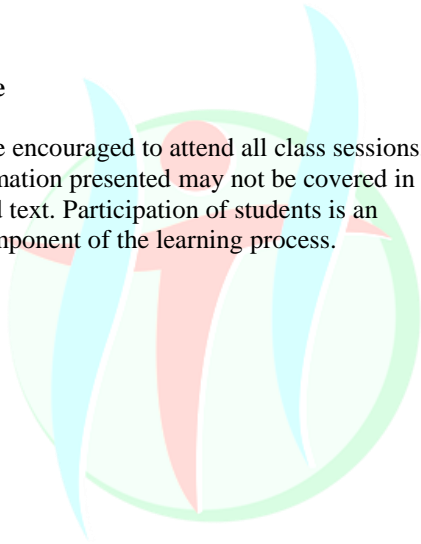 e
e encouraged to attend all class sessions
mation presented may not be covered in
d text. Participation of students is an
mponent of the learning process.